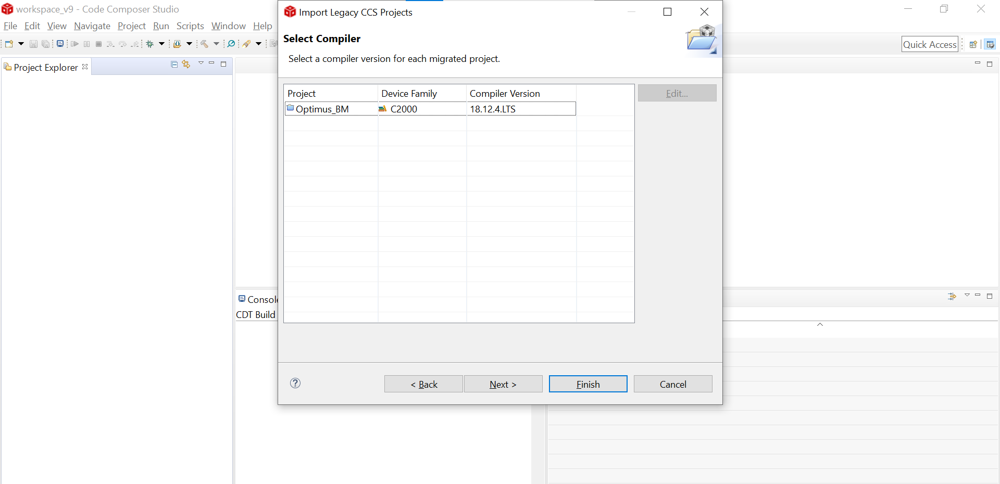 workspace_v9 - Code Composer Studio
File Edit View Navigate Project Run Scripts Window Help
Quick Access
Project Explorer
Console
CDT Build
Import Legacy CCS Projects
Select Compiler
Select a compiler version for each migrated project.
Project Device Family Compiler Version
Optimus_BM C2000 18.12.4.LTS
Edit...
< Back Next > Finish Cancel